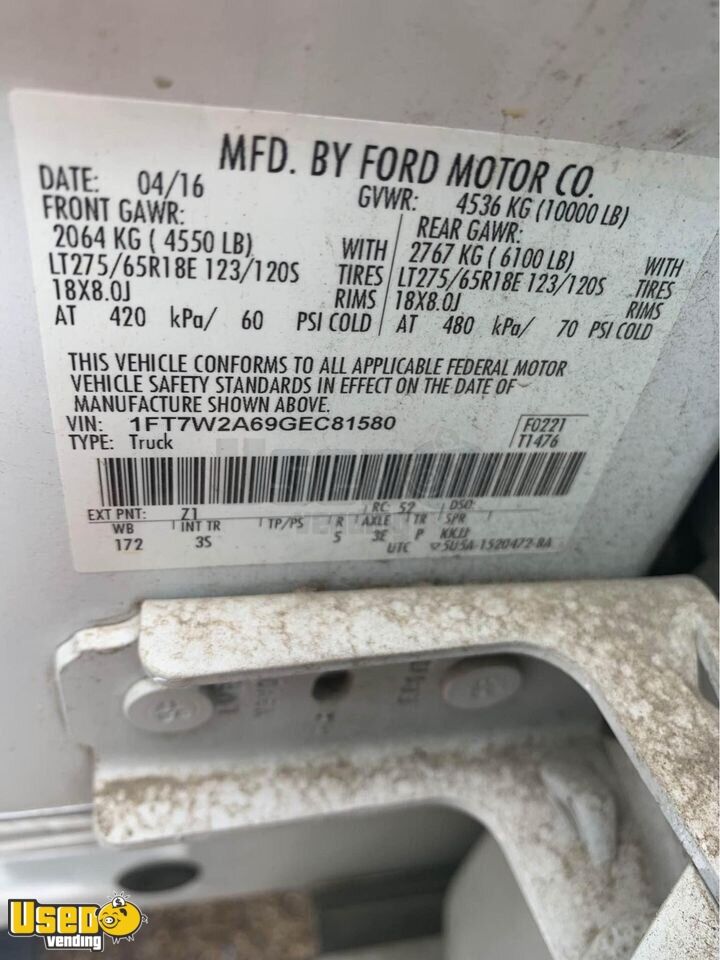 MFD. BY FORD MOTOR CO.
DATE: 04/16
GVWR: 4536 KG (10000 LB)
FRONT GAWR:
REAR GAWR:
2064 KG ( 4550 LB)
WITH
2767 KG ( 6100 LB)
WITH
LT275/65R18E 123/120S
TIRES
LT275/65R18E 123/120S
TIRES
18X8.0J
RIMS
18X8.0J
RIMS
AT 420 kPa/ 60 PSI COLD
AT 480 kPa/ 70 PSI COLD
THIS VEHICLE CONFORMS TO ALL APPLICABLE FEDERAL MOTOR
VEHICLE SAFETY STANDARDS IN EFFECT ON THE DATE OF
MANUFACTURE SHOWN ABOVE.
VIN: 1FT7W2A69GEC81580
F0221
TYPE: Truck
T1476
EXT PNT: Z1
RC: 52
DSO:
WB
INT TR
TP/PS
R
AXLE
TR
SPR
172
3S
5
3E
P
KKJJ
UTC
5U5A-1520472-BA
Used
vending